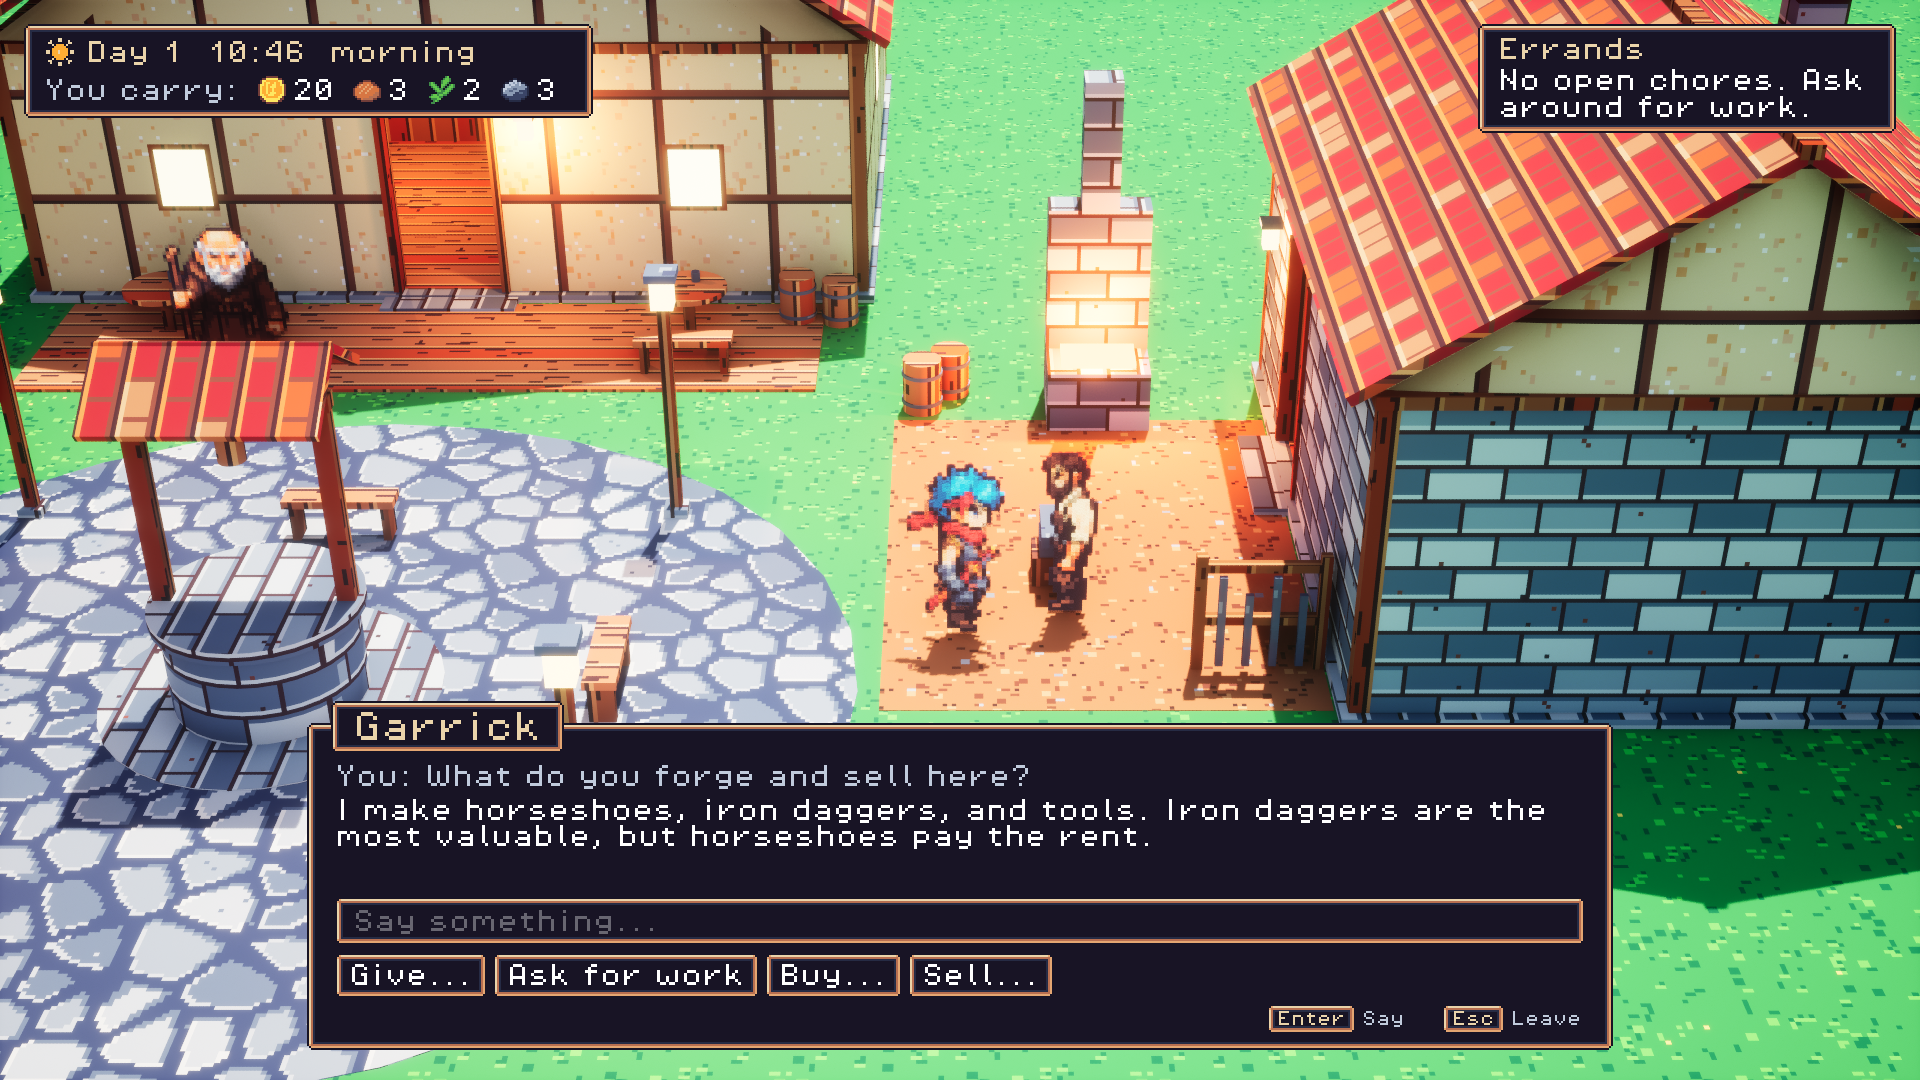 Day 1 10:46 morning
You carry: 20 3 2 3
Errands
No open chores. Ask
around for work.
Garrick
You: What do you forge and sell here?
I make horseshoes, iron daggers, and tools. Iron daggers are the
most valuable, but horseshoes pay the rent.
Say something...
Give... Ask for work Buy... Sell...
Enter Say Esc Leave